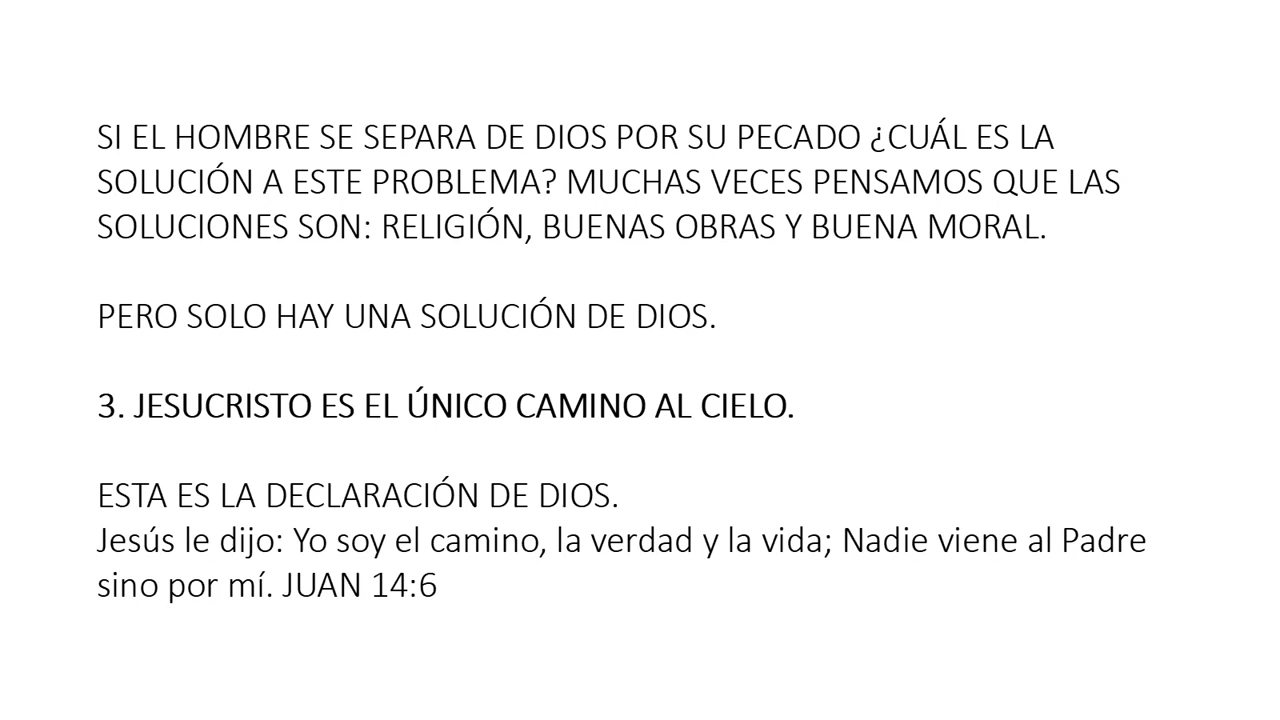 SI EL HOMBRE SE SEPARA DE DIOS POR SU PECADO ¿CUÁL ES LA
SOLUCIÓN A ESTE PROBLEMA? MUCHAS VECES PENSAMOS QUE LAS
SOLUCIONES SON: RELIGIÓN, BUENAS OBRAS Y BUENA MORAL.
PERO SOLO HAY UNA SOLUCIÓN DE DIOS.
3. JESUCRISTO ES EL ÚNICO CAMINO AL CIELO.
ESTA ES LA DECLARACIÓN DE DIOS.
Jesús le dijo: Yo soy el camino, la verdad y la vida; Nadie viene al Padre
sino por mí. JUAN 14:6